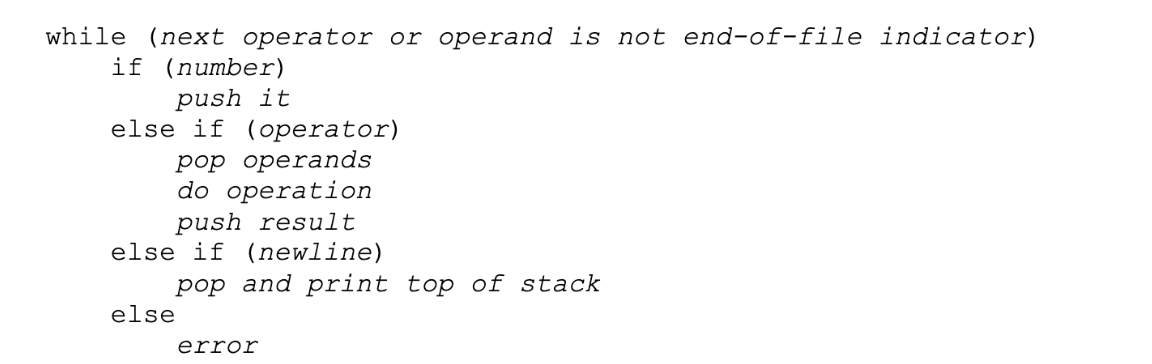 while (next operator or operand is not end-of-file indicator)
    if (number)
        push it
    else if (operator)
        pop operands
        do operation
        push result
    else if (newline)
        pop and print top of stack
    else
        error